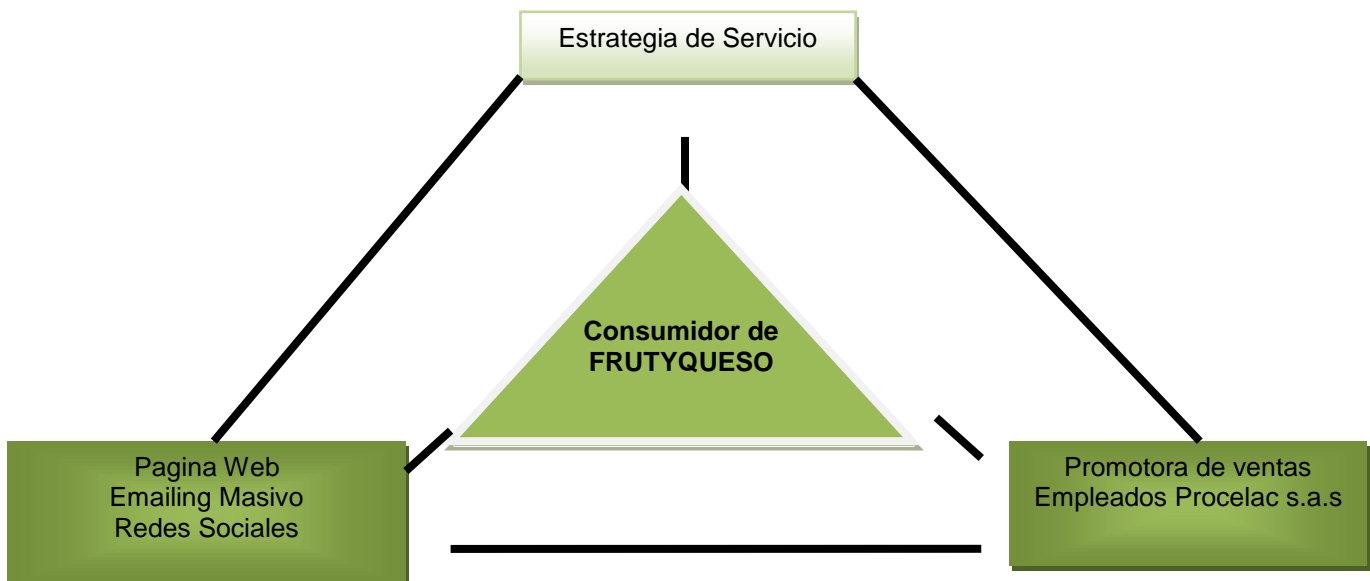 Estrategia de Servicio
Consumidor de
FRUTYQUESO
Pagina Web
Emailing Masivo
Redes Sociales
Promotora de ventas
Empleados Procelac s.a.s